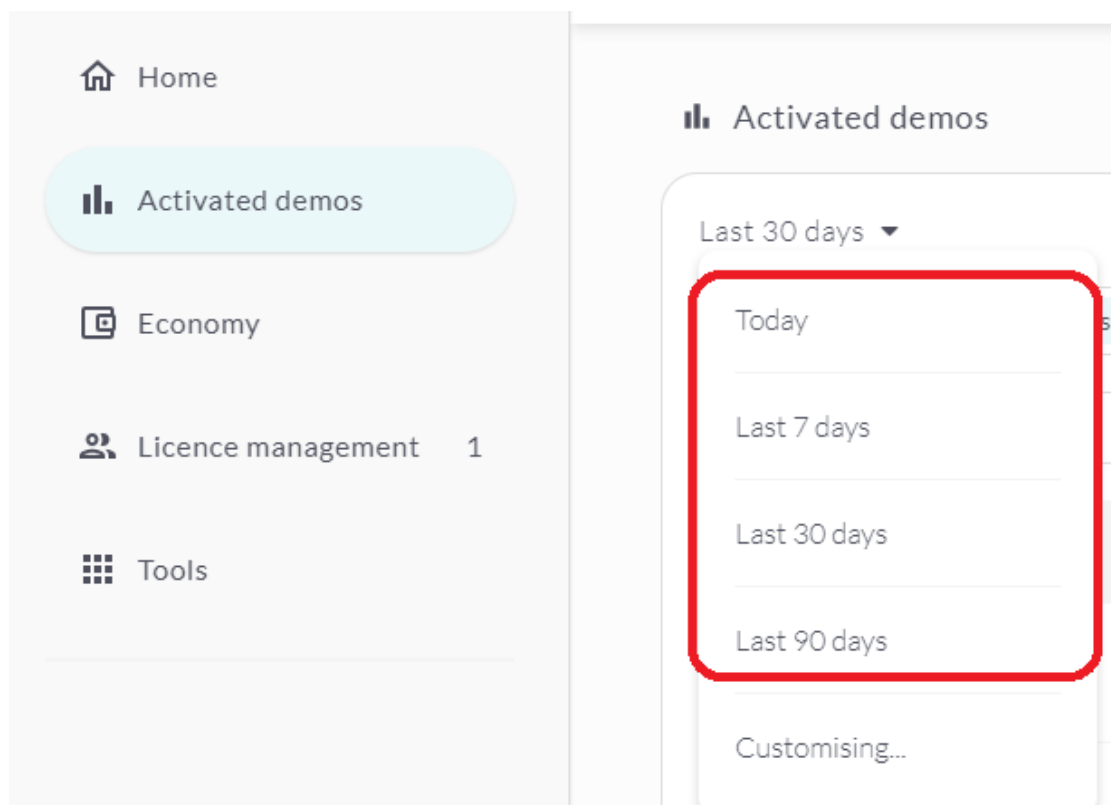 Home
Activated demos
Economy
Licence management 1
Tools
Activated demos
Last 30 days
Today
Last 7 days
Last 30 days
Last 90 days
Customising...